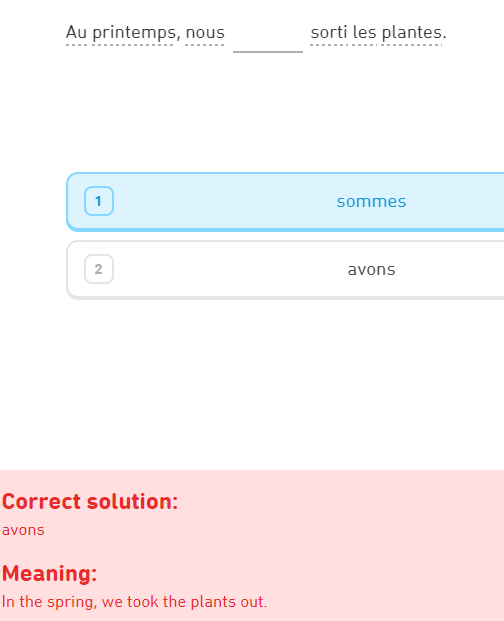 Au printemps, nous ______ sorti les plantes.
1 sommes
2 avons
Correct solution:
avons
Meaning:
In the spring, we took the plants out.